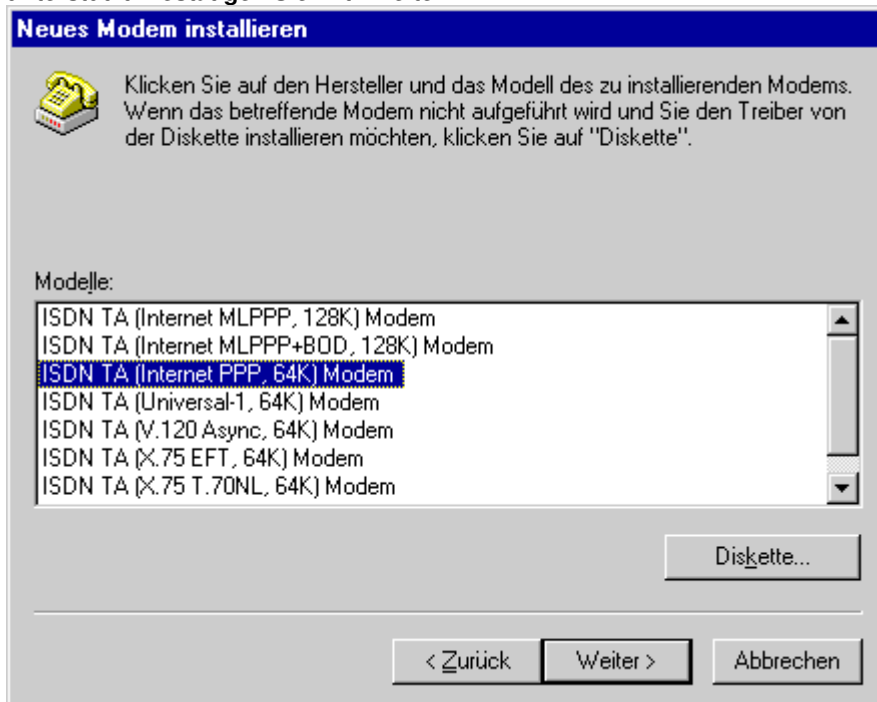 Neues Modem installieren
Klicken Sie auf den Hersteller und das Modell des zu installierenden Modems.
Wenn das betreffende Modem nicht aufgeführt wird und Sie den Treiber von
der Diskette installieren möchten, klicken Sie auf "Diskette".
Modelle:
ISDN TA (Internet MLPPP, 128K) Modem
ISDN TA (Internet MLPPP+BOD, 128K) Modem
ISDN TA (Internet PPP, 64K) Modem
ISDN TA (Universal-1, 64K) Modem
ISDN TA (V.120 Async, 64K) Modem
ISDN TA (X.75 EFT, 64K) Modem
ISDN TA (X.75 T.70NL, 64K) Modem
Diskette...
< Zurück
Weiter >
Abbrechen